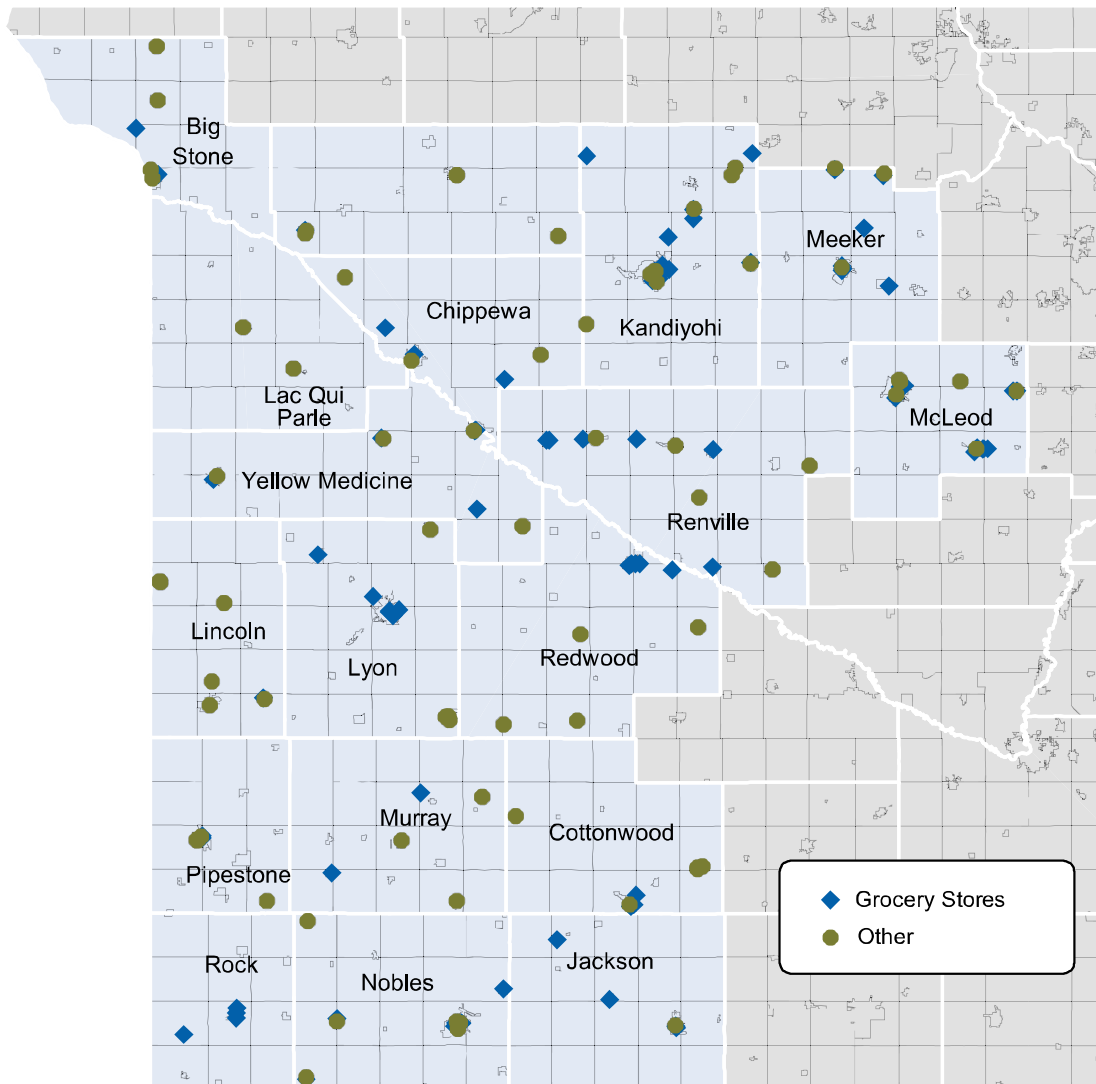 Big
Stone
Meeker
Chippewa
Kandiyohi
Lac Qui
Parle
McLeod
Yellow Medicine
Renville
Lincoln
Lyon
Redwood
Murray
Cottonwood
Pipestone
Grocery Stores
Other
Rock
Nobles
Jackson